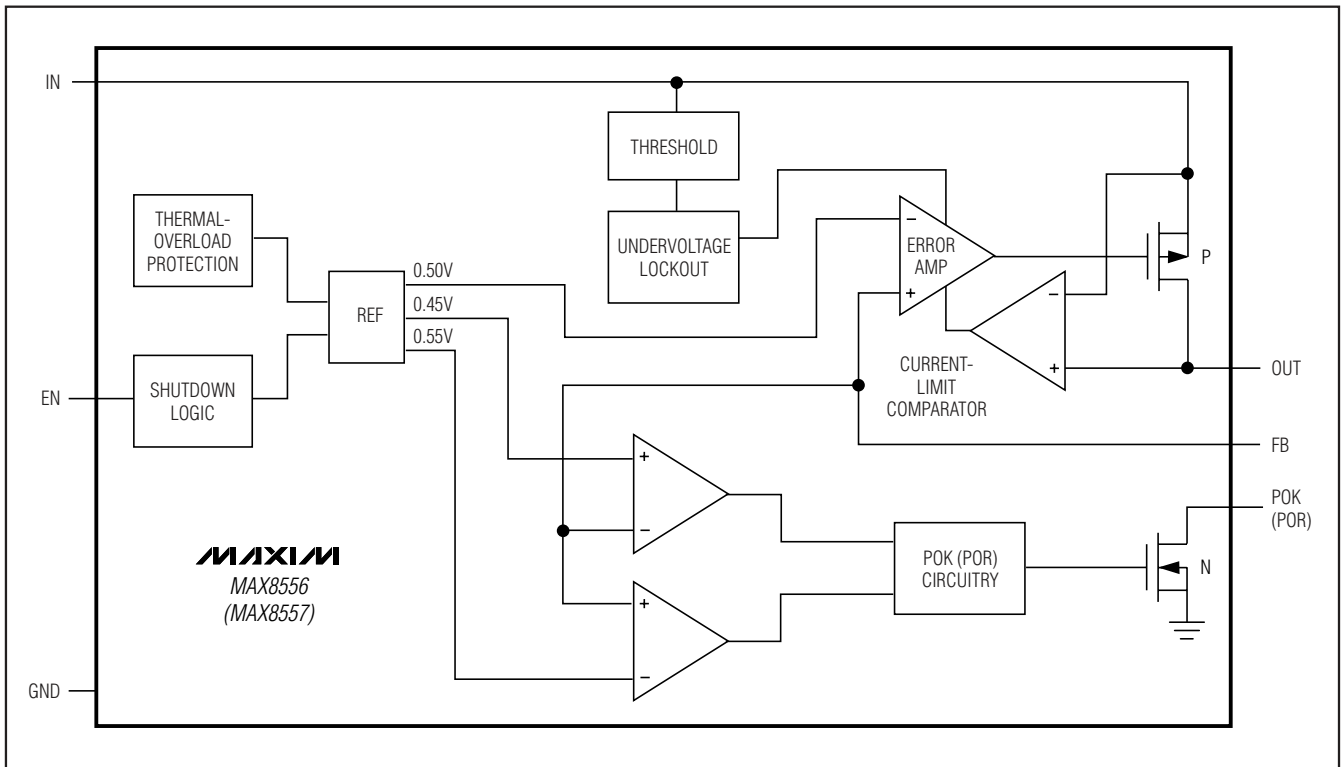 IN
THRESHOLD
THERMAL-
OVERLOAD
PROTECTION
UNDERVOLTAGE
LOCKOUT
−
ERROR
AMP
+
P
REF
0.50V
0.45V
0.55V
−
+
CURRENT-
LIMIT
COMPARATOR
OUT
EN
SHUTDOWN
LOGIC
FB
+
−
POK
(POR)
POK (POR)
CIRCUITRY
N
+
−
MAXIM
MAX8556
(MAX8557)
GND